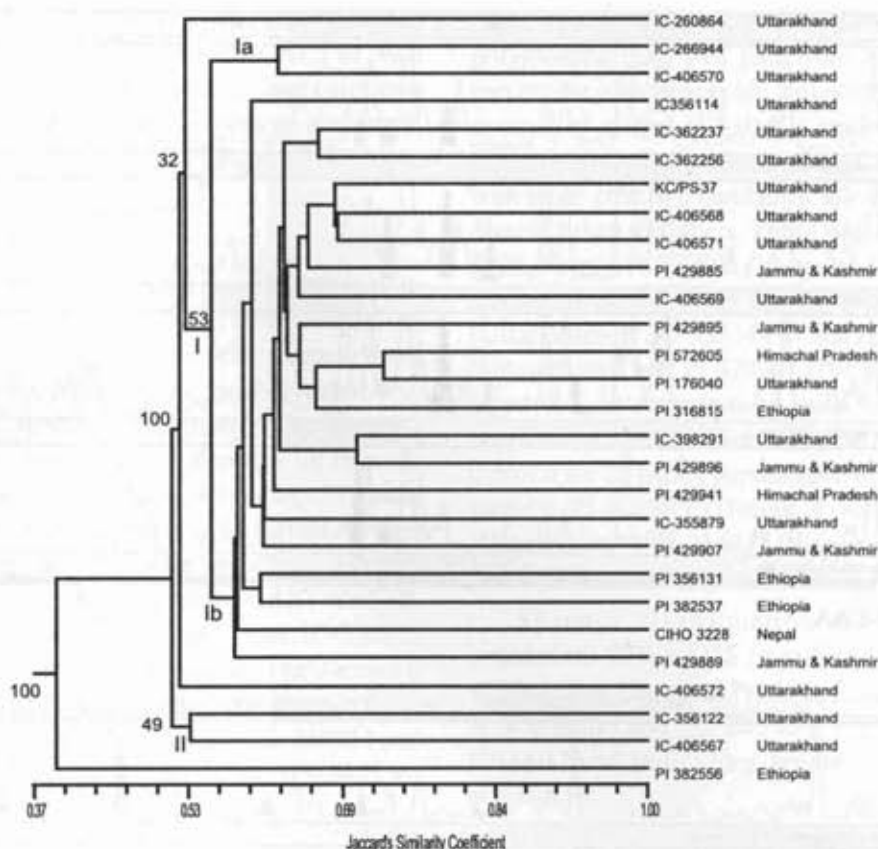 IC-260864 Uttarakhand
Ia
IC-266944 Uttarakhand
IC-406570 Uttarakhand
IC356114 Uttarakhand
IC-362237 Uttarakhand
32
IC-362256 Uttarakhand
KC/PS-37 Uttarakhand
IC-406568 Uttarakhand
IC-406571 Uttarakhand
PI 429885 Jammu & Kashmir
IC-406569 Uttarakhand
53
PI 429895 Jammu & Kashmir
I
PI 572605 Himachal Pradesh
PI 176040 Uttarakhand
PI 316815 Ethiopia
100
IC-398291 Uttarakhand
PI 429896 Jammu & Kashmir
PI 429941 Himachal Pradesh
IC-355879 Uttarakhand
PI 429907 Jammu & Kashmir
PI 356131 Ethiopia
Ib
PI 382537 Ethiopia
CIHO 3228 Nepal
PI 429889 Jammu & Kashmir
100
IC-406572 Uttarakhand
49
IC-356122 Uttarakhand
II
IC-406567 Uttarakhand
PI 382556 Ethiopia
0.37 0.53 0.69 0.84 1.00
Jaccard's Similarity Coefficient